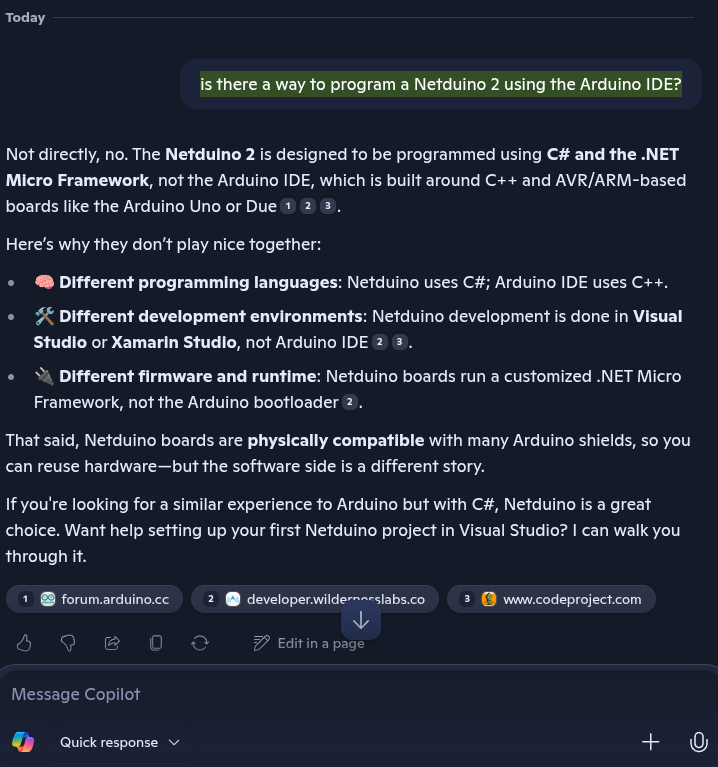 Today
is there a way to program a Netduino 2 using the Arduino IDE?
Not directly, no. The Netduino 2 is designed to be programmed using C# and the .NET
Micro Framework, not the Arduino IDE, which is built around C++ and AVR/ARM-based
boards like the Arduino Uno or Due 1 2 3.
Here's why they don't play nice together:
• 🧠 Different programming languages: Netduino uses C#; Arduino IDE uses C++.
• 🛠️ Different development environments: Netduino development is done in Visual
Studio or Xamarin Studio, not Arduino IDE 2 3.
• 🔌 Different firmware and runtime: Netduino boards run a customized .NET Micro
Framework, not the Arduino bootloader 2.
That said, Netduino boards are physically compatible with many Arduino shields, so you
can reuse hardware—but the software side is a different story.
If you're looking for a similar experience to Arduino but with C#, Netduino is a great
choice. Want help setting up your first Netduino project in Visual Studio? I can walk you
through it.
1 forum.arduino.cc 2 developer.wildernesslabs.co 3 www.codeproject.com
Edit in a page
Message Copilot
Quick response